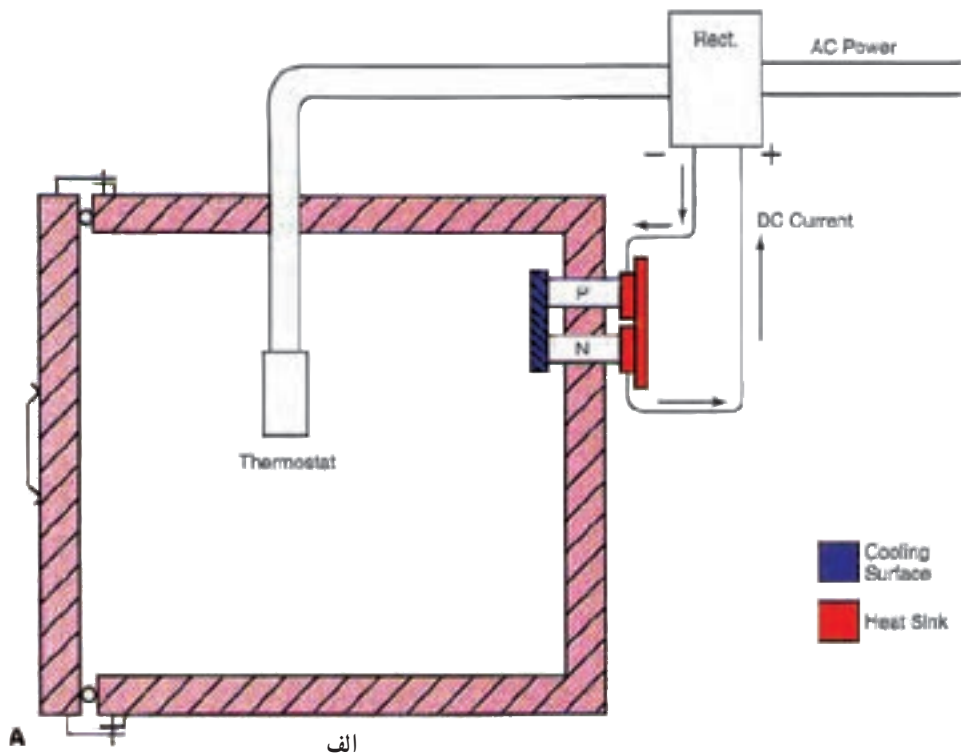 Rect.
AC Power
− +
DC Current
P
N
Thermostat
Cooling
Surface
Heat Sink
A
الف